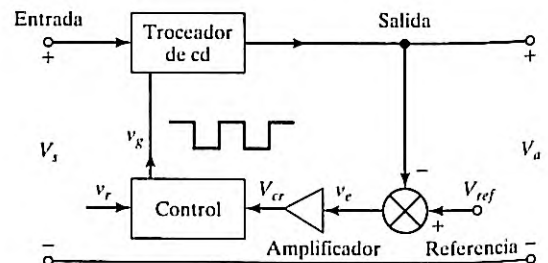 Entrada
Salida
Troceador
de cd
+
+
v_g
V_s
V_a
−
v_r
Control
V_cr
v_e
V_ref
+
Amplificador
Referencia
−
−